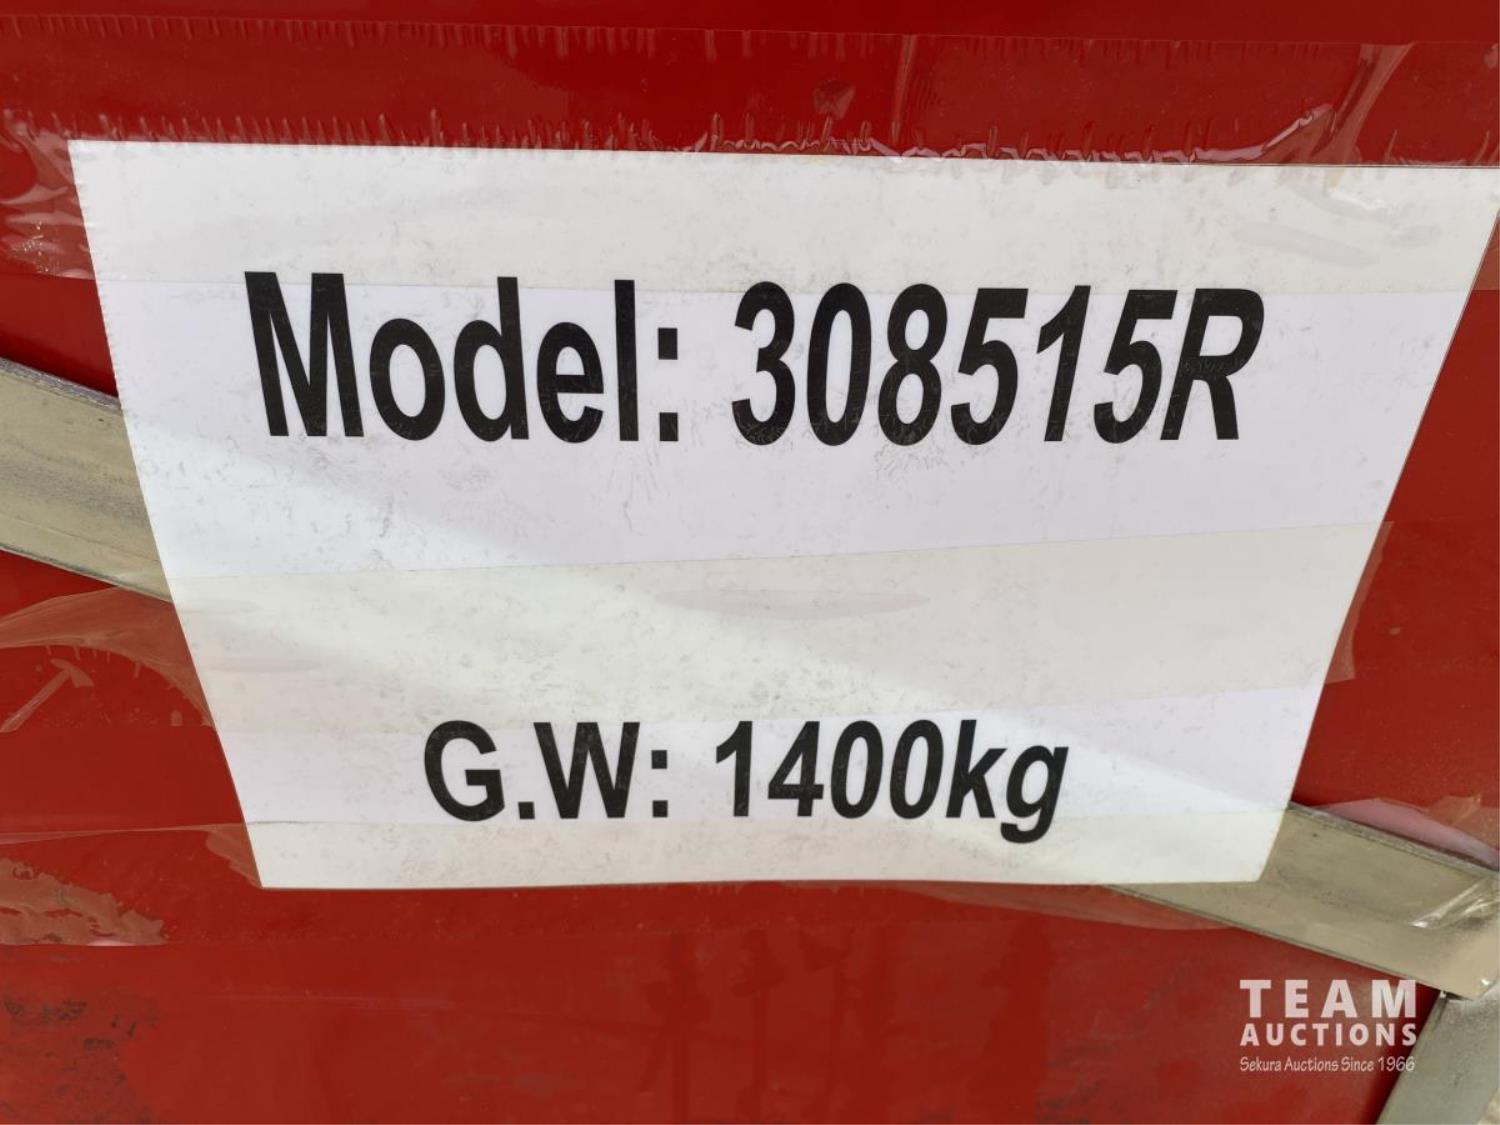 Model: 308515R
G.W: 1400kg
TEAM
AUCTIONS
Sekura Auctions Since 1966